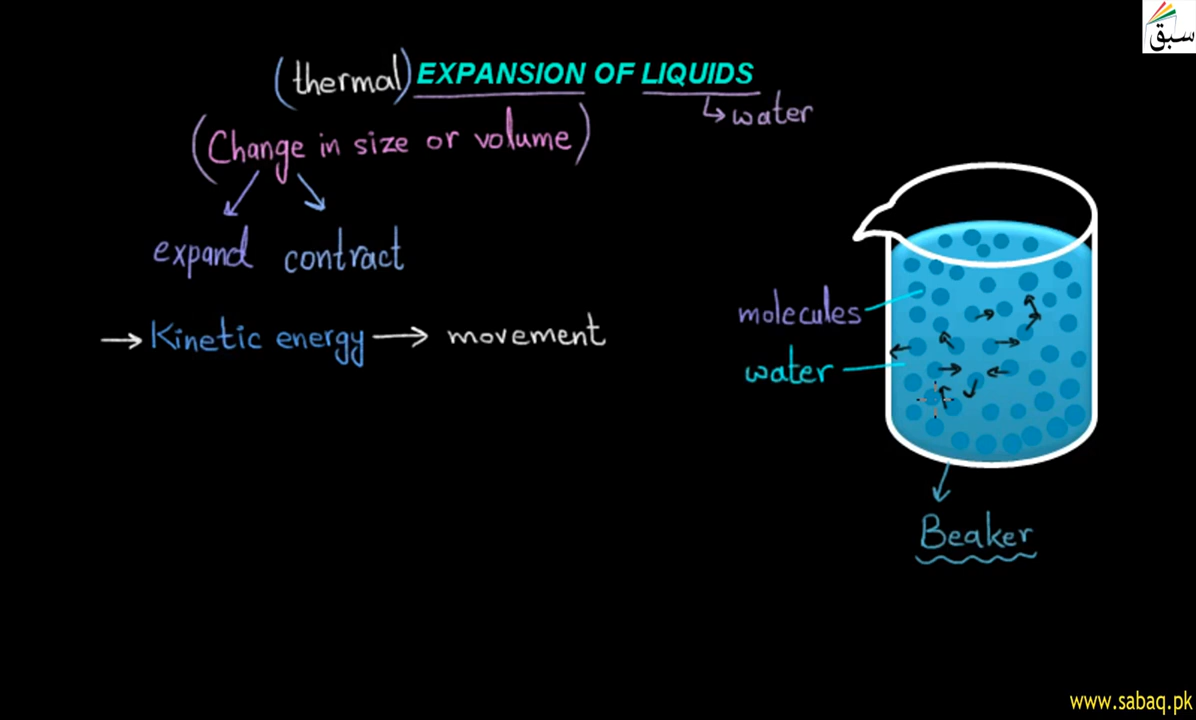 سبق
(thermal) EXPANSION OF LIQUIDS
↳ water
(Change in size or volume)
expand contract
→ Kinetic energy → movement
molecules
water
Beaker
www.sabaq.pk